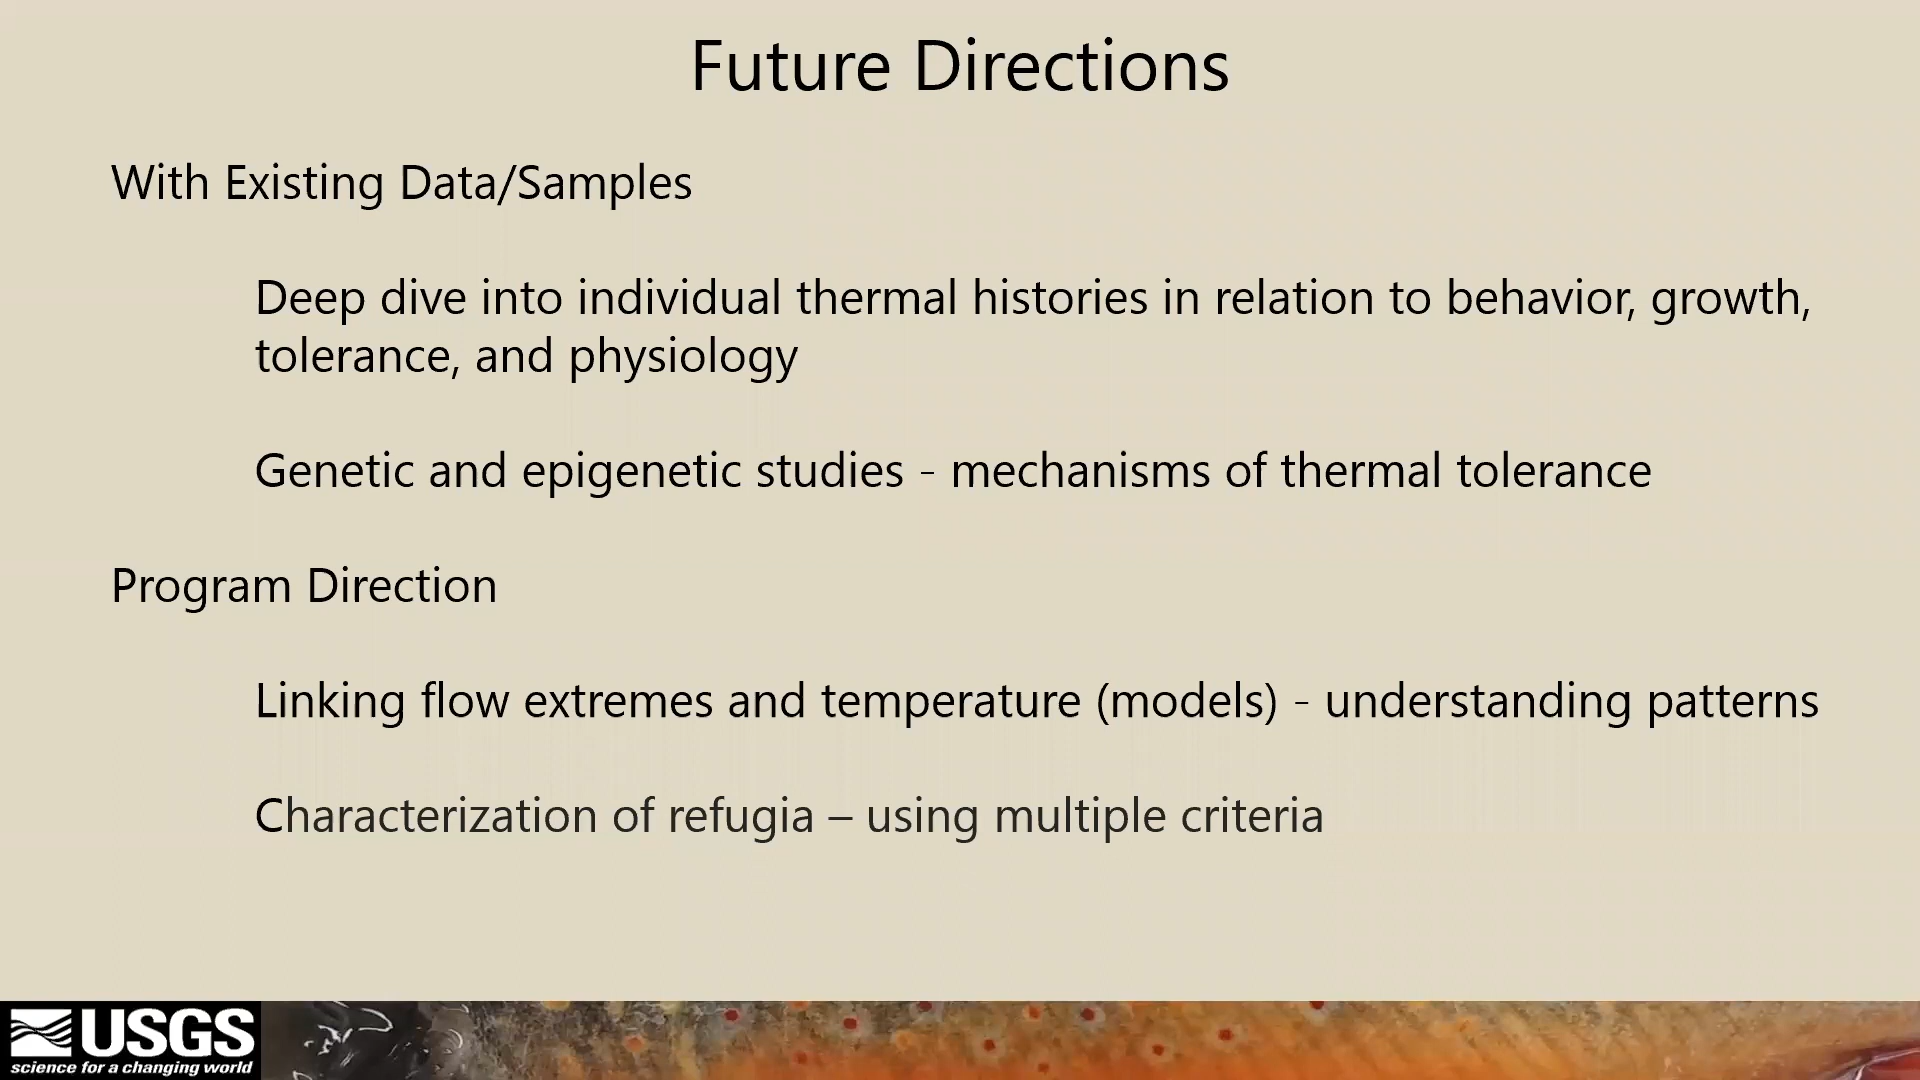 Future Directions
With Existing Data/Samples
Deep dive into individual thermal histories in relation to behavior, growth,
tolerance, and physiology
Genetic and epigenetic studies - mechanisms of thermal tolerance
Program Direction
Linking flow extremes and temperature (models) - understanding patterns
Characterization of refugia – using multiple criteria
USGS
science for a changing world